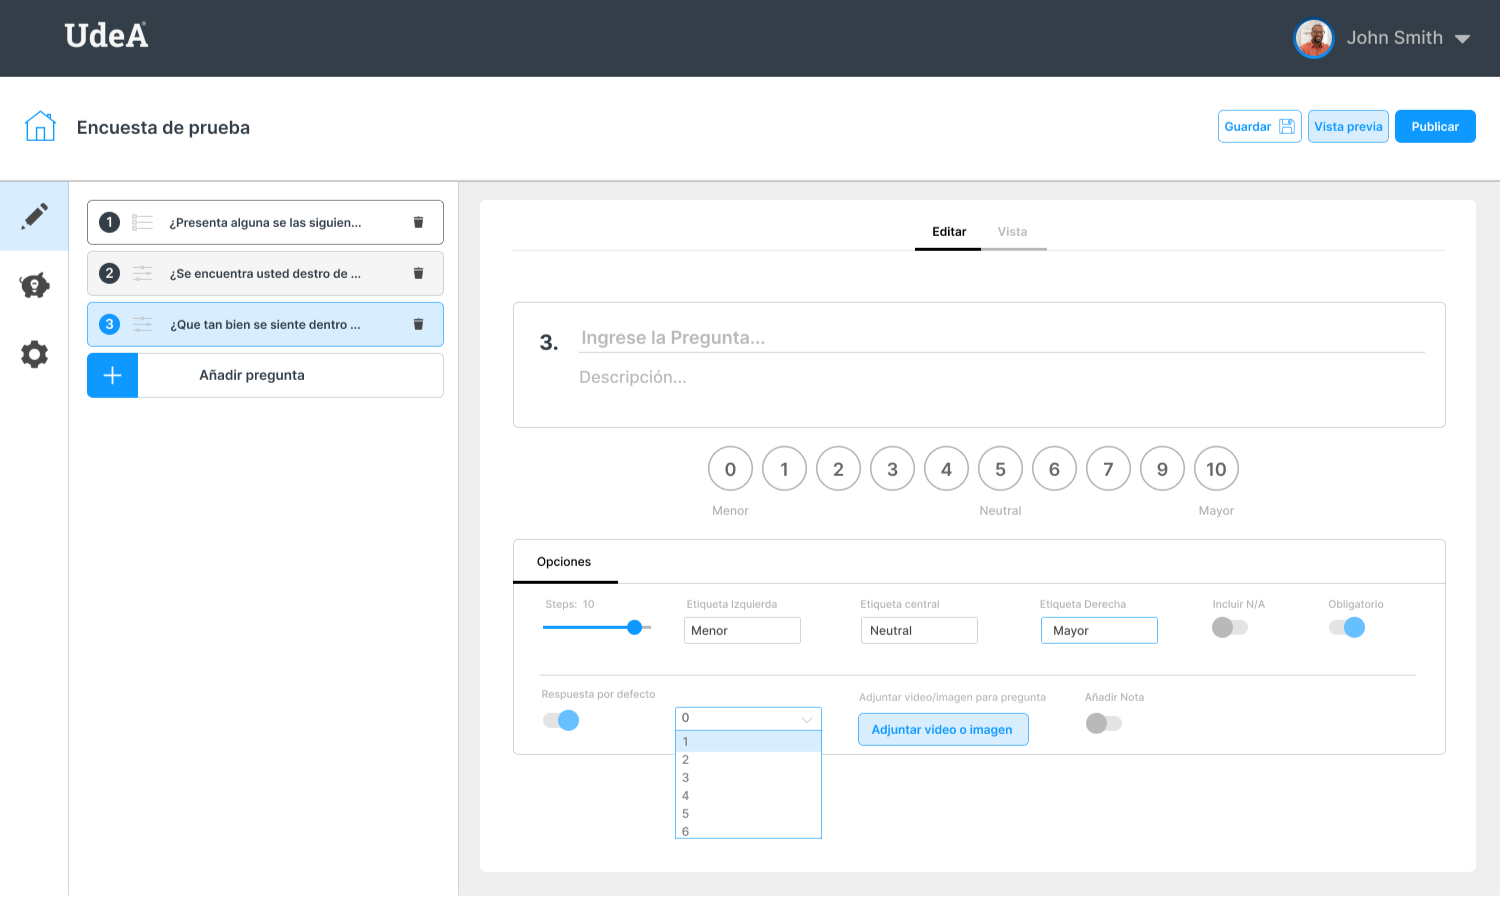 UdeA
John Smith
Encuesta de prueba
Guardar
Vista previa
Publicar
1 ¿Presenta alguna se las siguien...
2 ¿Se encuentra usted destro de ...
3 ¿Que tan bien se siente dentro ...
Añadir pregunta
Editar Vista
3. Ingrese la Pregunta...
Descripción...
0 1 2 3 4 5 6 7 9 10
Menor Neutral Mayor
Opciones
Steps: 10 Etiqueta Izquierda Etiqueta central Etiqueta Derecha Incluir N/A Obligatorio
Menor Neutral Mayor
Respuesta por defecto Adjuntar video/imagen para pregunta Añadir Nota
0
Adjuntar video o imagen
1
2
3
4
5
6